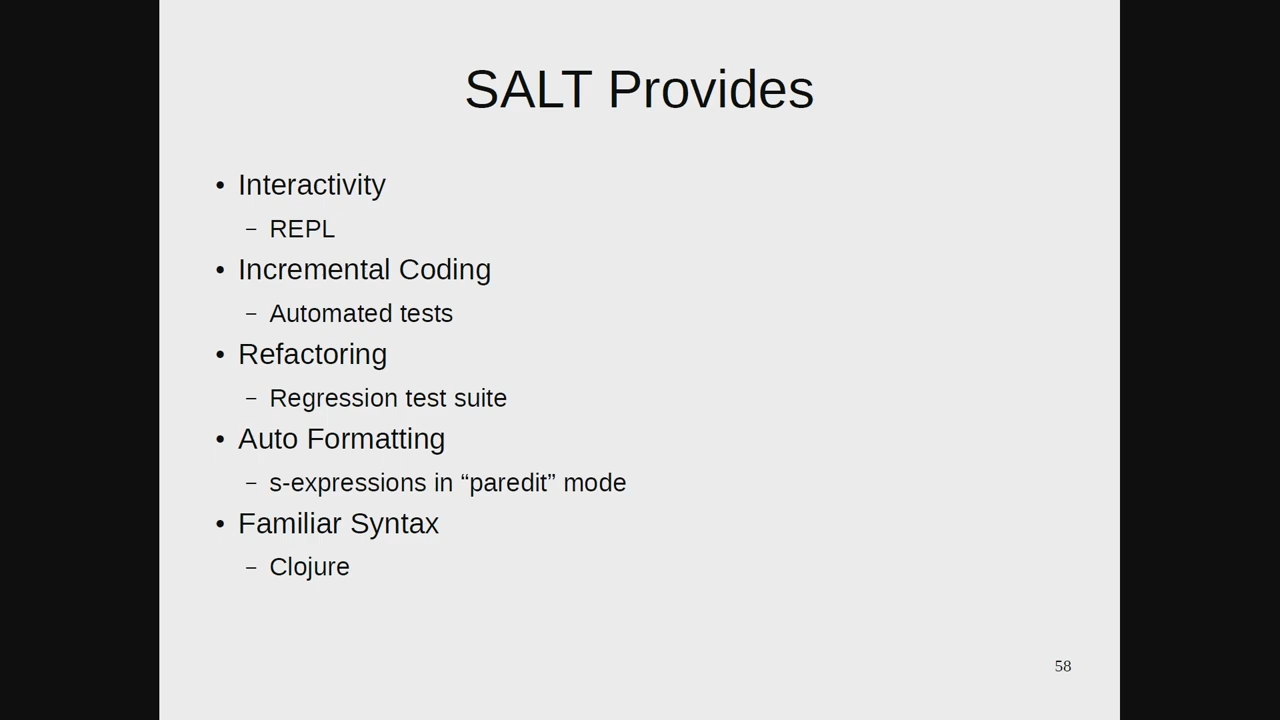 SALT Provides
• Interactivity
– REPL
• Incremental Coding
– Automated tests
• Refactoring
– Regression test suite
• Auto Formatting
– s-expressions in “paredit” mode
• Familiar Syntax
– Clojure
58